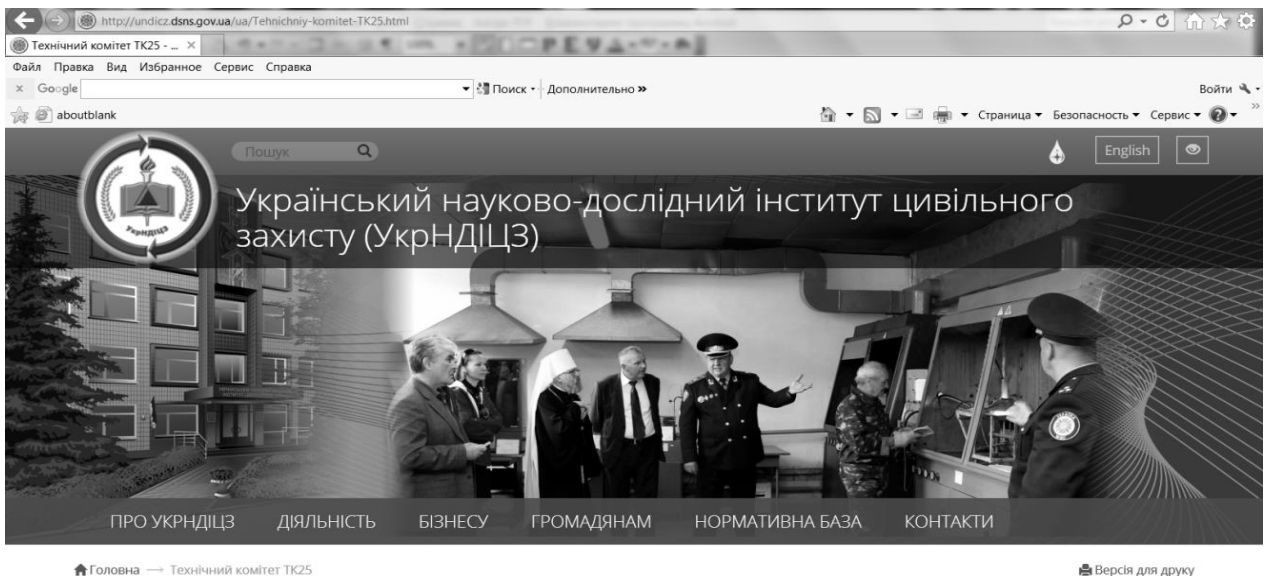 http://undicz.dsns.gov.ua/ua/Tehnichniy-komitet-TK25.html
Технічний комітет ТК25 - ...
Файл Правка Вид Избранное Сервис Справка
x Google Поиск Дополнительно »
Войти
aboutblank
Страница Безопасность Сервис
Пошук
English
УкрНДІЦЗ
Український науково-дослідний інститут цивільного
захисту (УкрНДІЦЗ)
ПРО УКРНДІЦЗ ДІЯЛЬНІСТЬ БІЗНЕСУ ГРОМАДЯНАМ НОРМАТИВНА БАЗА КОНТАКТИ
Головна → Технічний комітет ТК25
Версія для друку